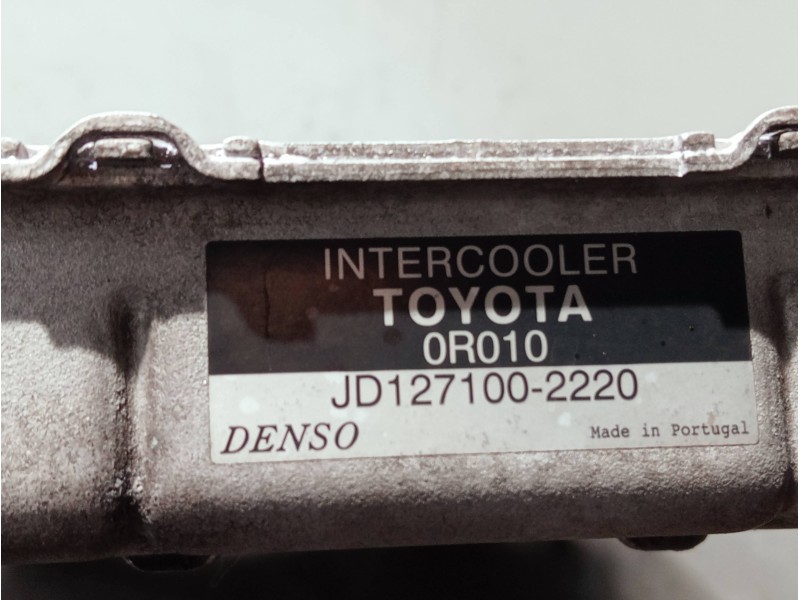 INTERCOOLER
TOYOTA
0R010
JD127100-2220
DENSO
Made in Portugal